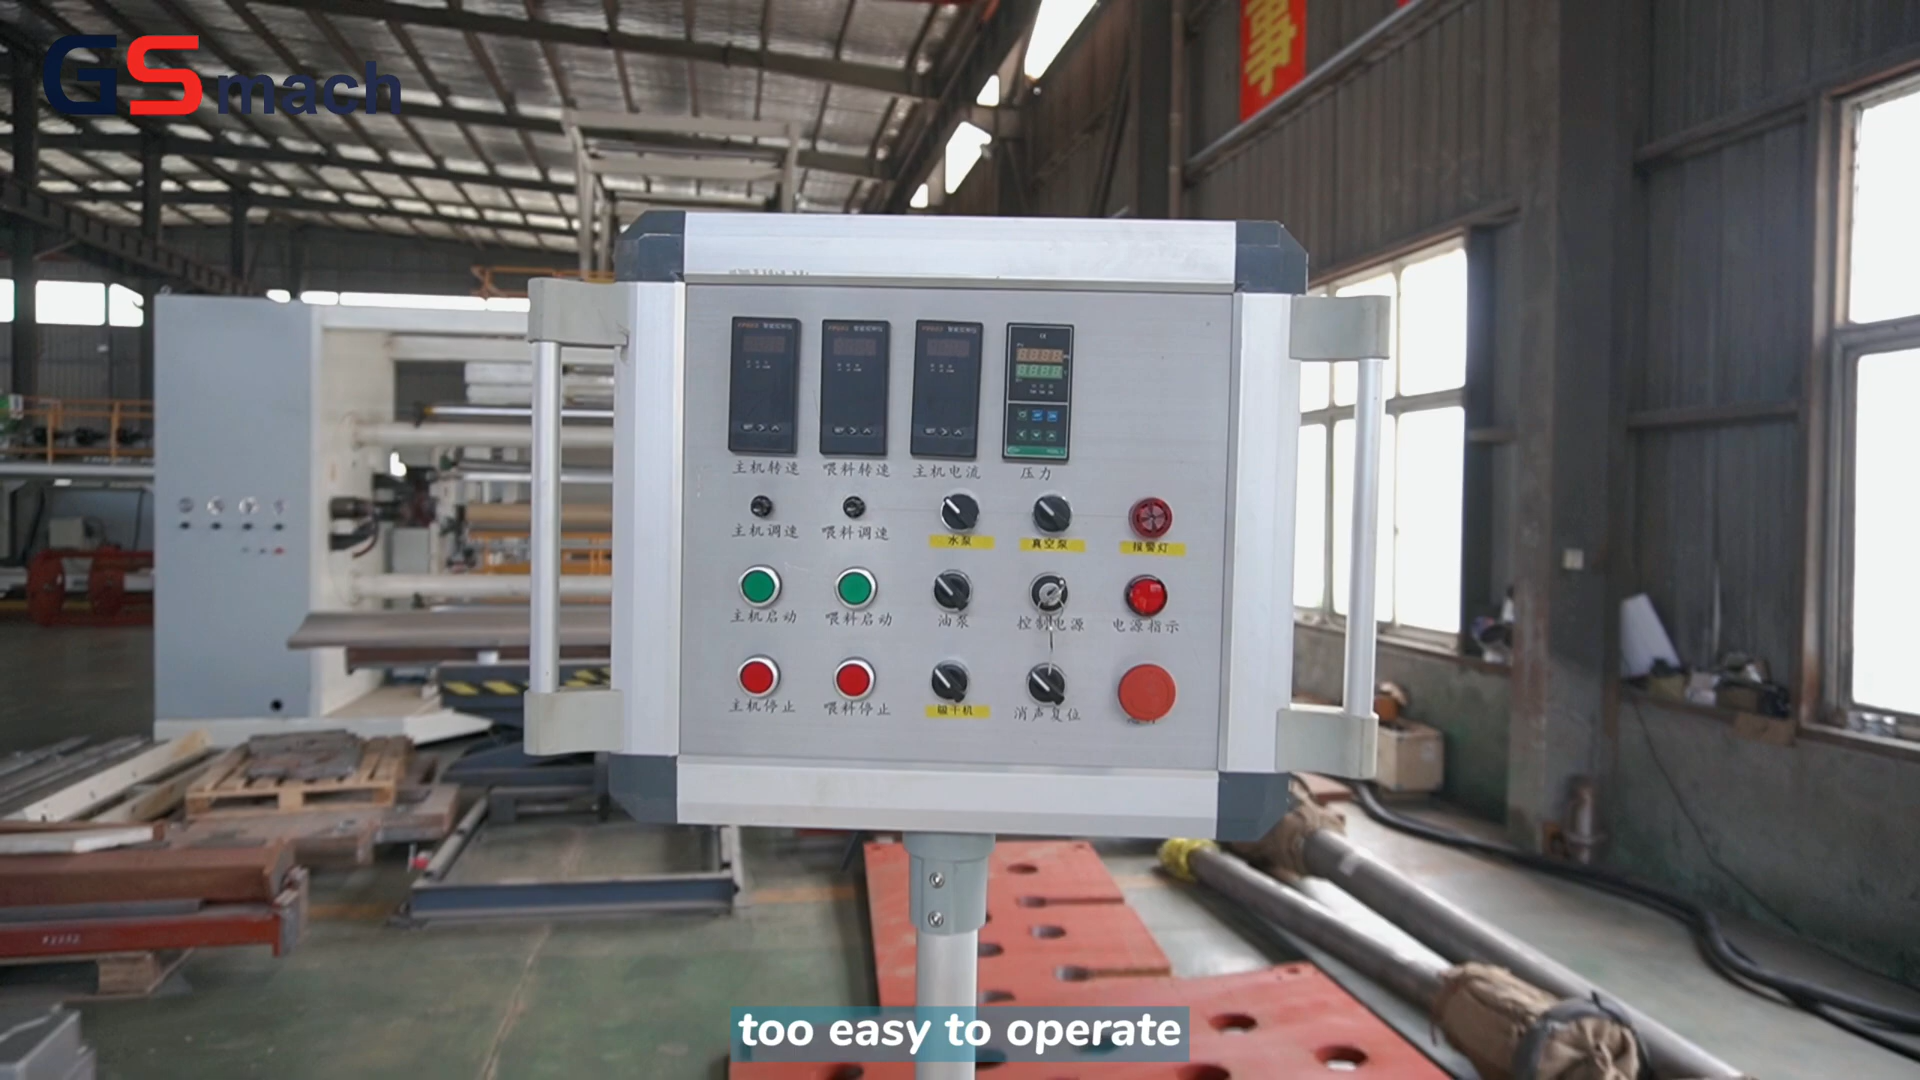 GSmach
主机转速
喂料转速
主机电流
压力
主机调速
喂料调速
水泵
真空泵
报警灯
主机启动
喂料启动
油泵
控制电源
电源指示
主机停止
喂料停止
吸干机
消声复位
too easy to operate